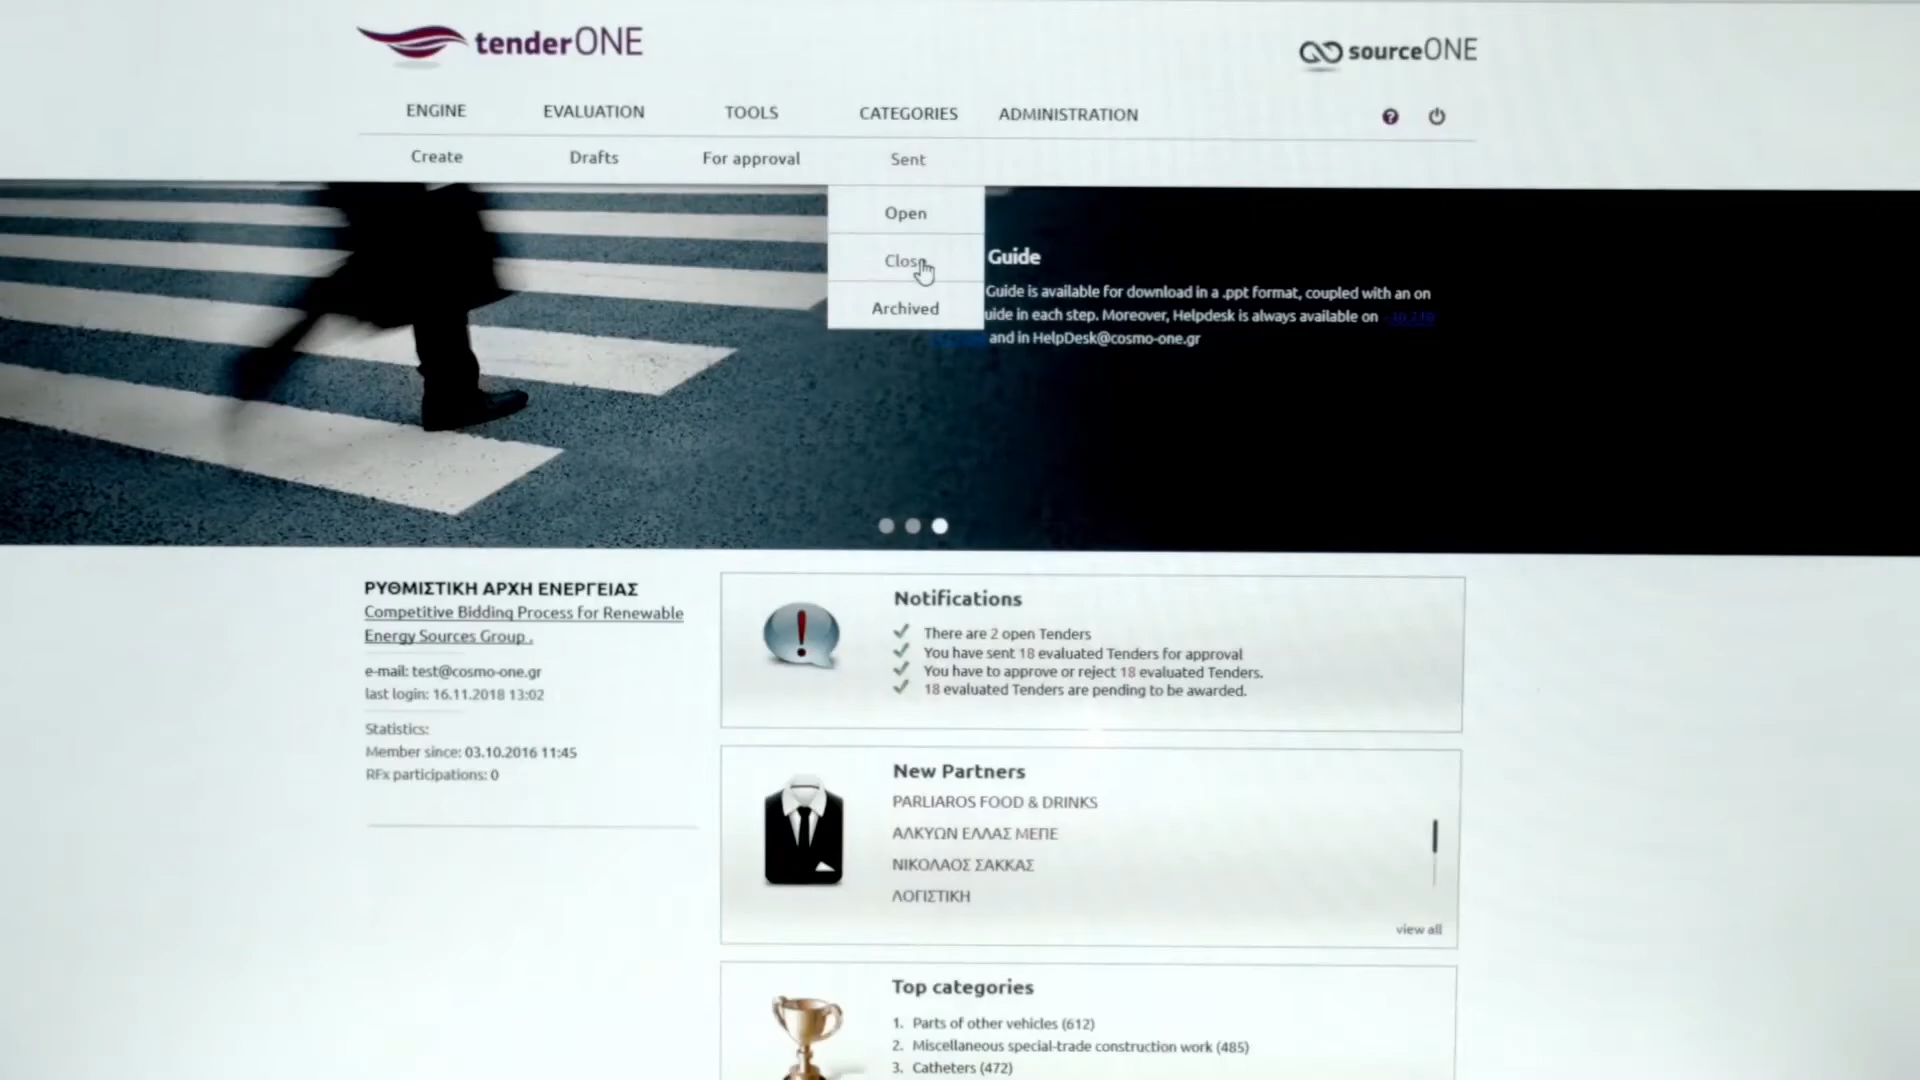 tenderONE
sourceONE
ENGINE EVALUATION TOOLS CATEGORIES ADMINISTRATION
Create Drafts For approval Sent
Open
Close
Archived
Guide
Guide is available for download in a .ppt format, coupled with an on
uide in each step. Moreover, Helpdesk is always available on
and in HelpDesk@cosmo-one.gr
ΡΥΘΜΙΣΤΙΚΗ ΑΡΧΗ ΕΝΕΡΓΕΙΑΣ
Competitive Bidding Process for Renewable
Energy Sources Group .
e-mail: test@cosmo-one.gr
last login: 16.11.2018 13:02
Statistics:
Member since: 03.10.2016 11:45
RFx participations: 0
Notifications
There are 2 open Tenders
You have sent 18 evaluated Tenders for approval
You have to approve or reject 18 evaluated Tenders.
18 evaluated Tenders are pending to be awarded.
New Partners
PARLIAROS FOOD & DRINKS
ΑΛΚΥΩΝ ΕΛΛΑΣ ΜΕΠΕ
ΝΙΚΟΛΑΟΣ ΣΑΚΚΑΣ
ΛΟΓΙΣΤΙΚΗ
view all
Top categories
1. Parts of other vehicles (612)
2. Miscellaneous special-trade construction work (485)
3. Catheters (472)